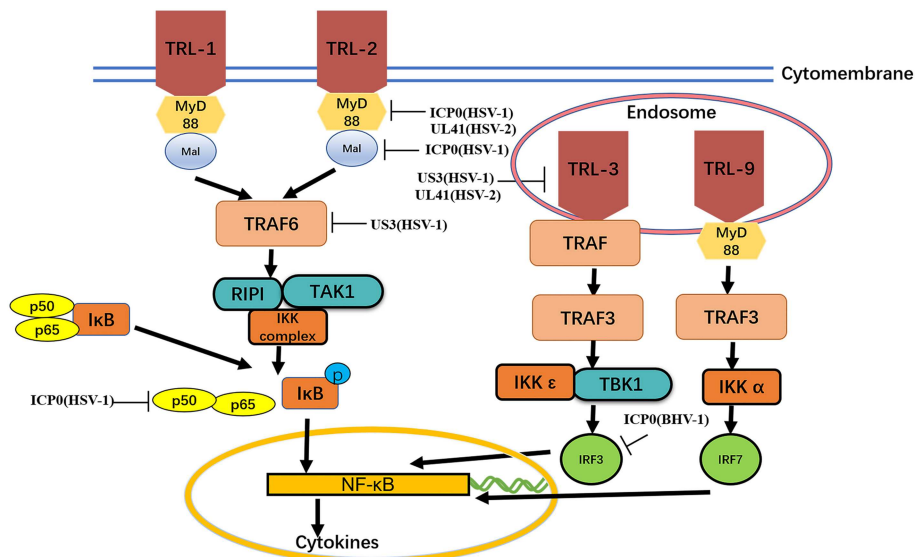 TRL-1
TRL-2
Cytomembrane
MyD
88
MyD
88
ICP0(HSV-1)
UL41(HSV-2)
Endosome
Mal
Mal
ICP0(HSV-1)
TRL-3
TRL-9
US3(HSV-1)
UL41(HSV-2)
TRAF6
US3(HSV-1)
TRAF
MyD
88
RIPI
TAK1
IKK
complex
TRAF3
TRAF3
p50
p65
IκB
p
IκB
IKK ε
TBK1
IKK α
ICP0(HSV-1)
p50
p65
ICP0(BHV-1)
IRF3
IRF7
NF-κB
Cytokines